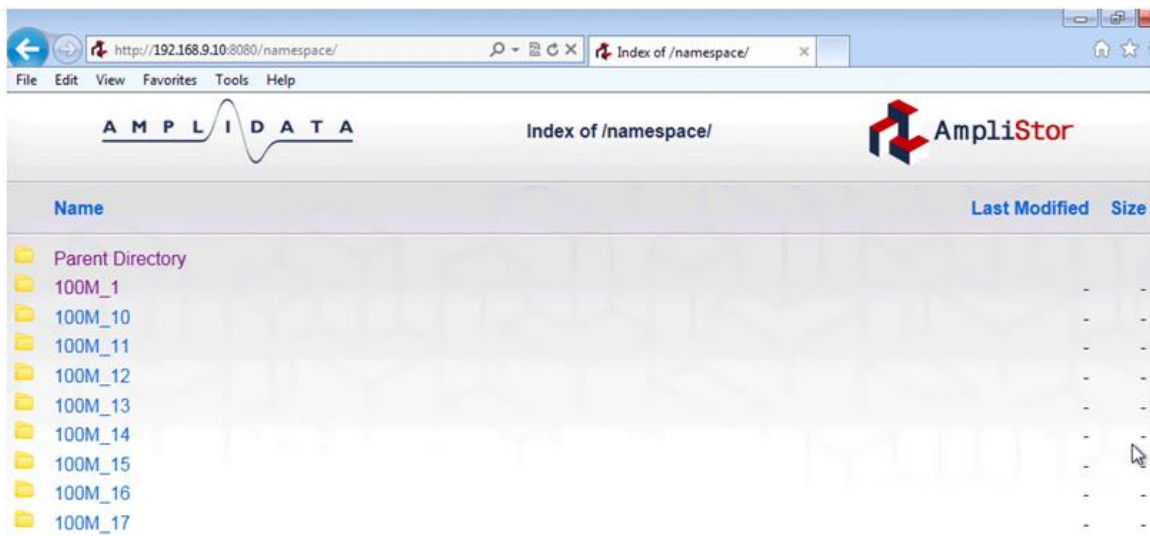 http://192.168.9.10:8080/namespace/
Index of /namespace/
File Edit View Favorites Tools Help
AMPLIDATA
Index of /namespace/
AmpliStor
Name Last Modified Size
Parent Directory
100M_1 - -
100M_10 - -
100M_11 - -
100M_12 - -
100M_13 - -
100M_14 - -
100M_15 - -
100M_16 - -
100M_17 - -